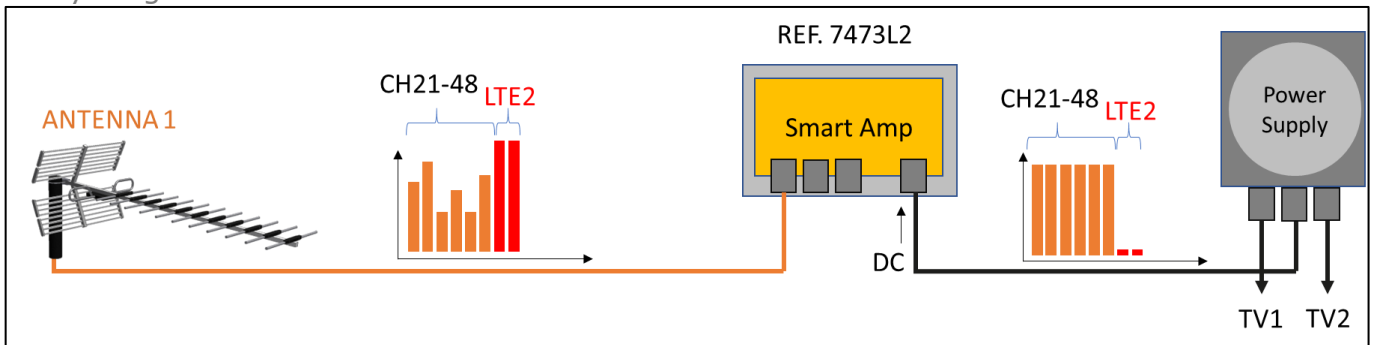 REF. 7473L2
CH21-48
LTE2
ANTENNA 1
Smart Amp
CH21-48
LTE2
Power
Supply
DC
TV1
TV2